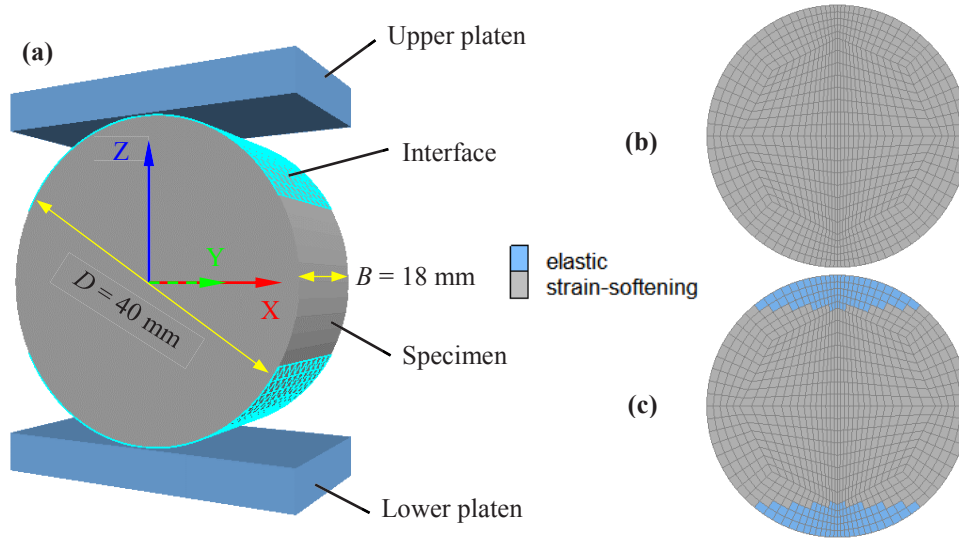 (a)
Upper platen
Interface
Z
Y
X
D = 40 mm
B = 18 mm
Specimen
Lower platen
(b)
elastic
strain-softening
(c)